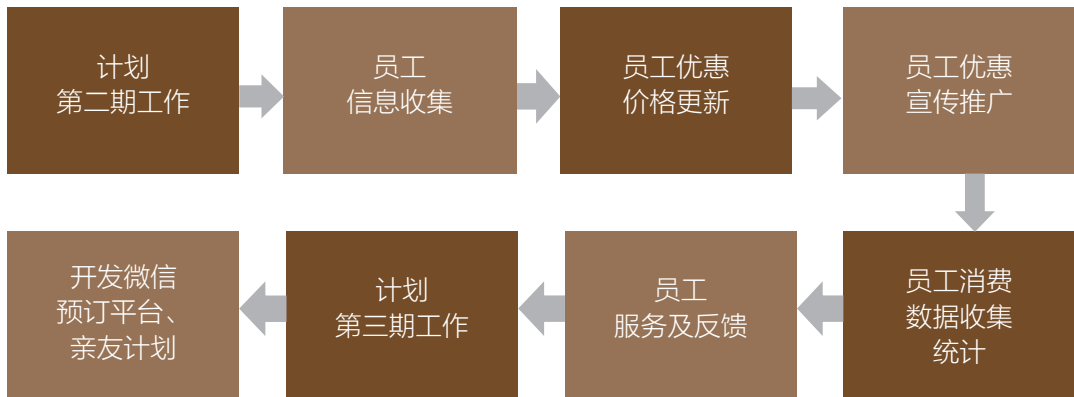 计划
第二期工作
员工
信息收集
员工优惠
价格更新
员工优惠
宣传推广
员工消费
数据收集
统计
员工
服务及反馈
计划
第三期工作
开发微信
预订平台、
亲友计划